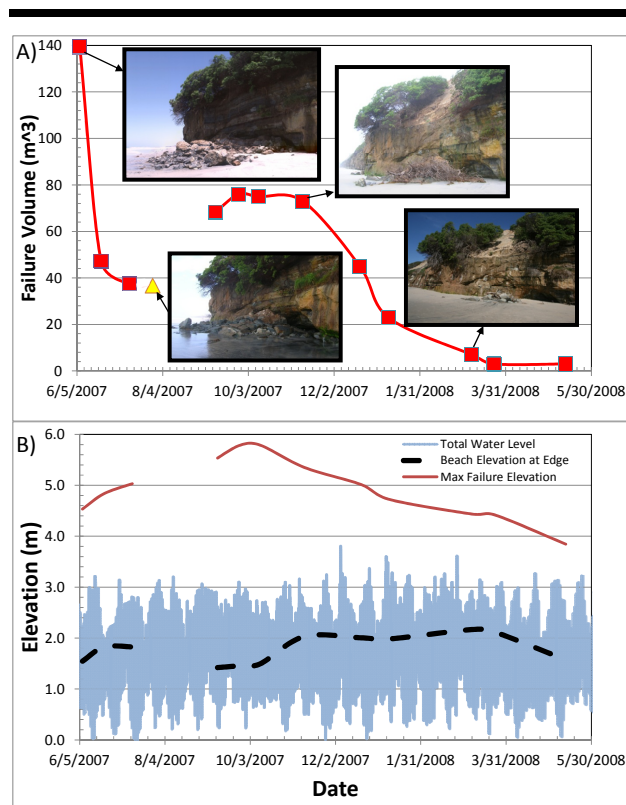 A)
Failure Volume (m^3)
140
120
100
80
60
40
20
0
6/5/2007 8/4/2007 10/3/2007 12/2/2007 1/31/2008 3/31/2008 5/30/2008
B)
Elevation (m)
6.0
5.0
4.0
3.0
2.0
1.0
0.0
Total Water Level
Beach Elevation at Edge
Max Failure Elevation
6/5/2007 8/4/2007 10/3/2007 12/2/2007 1/31/2008 3/31/2008 5/30/2008
Date